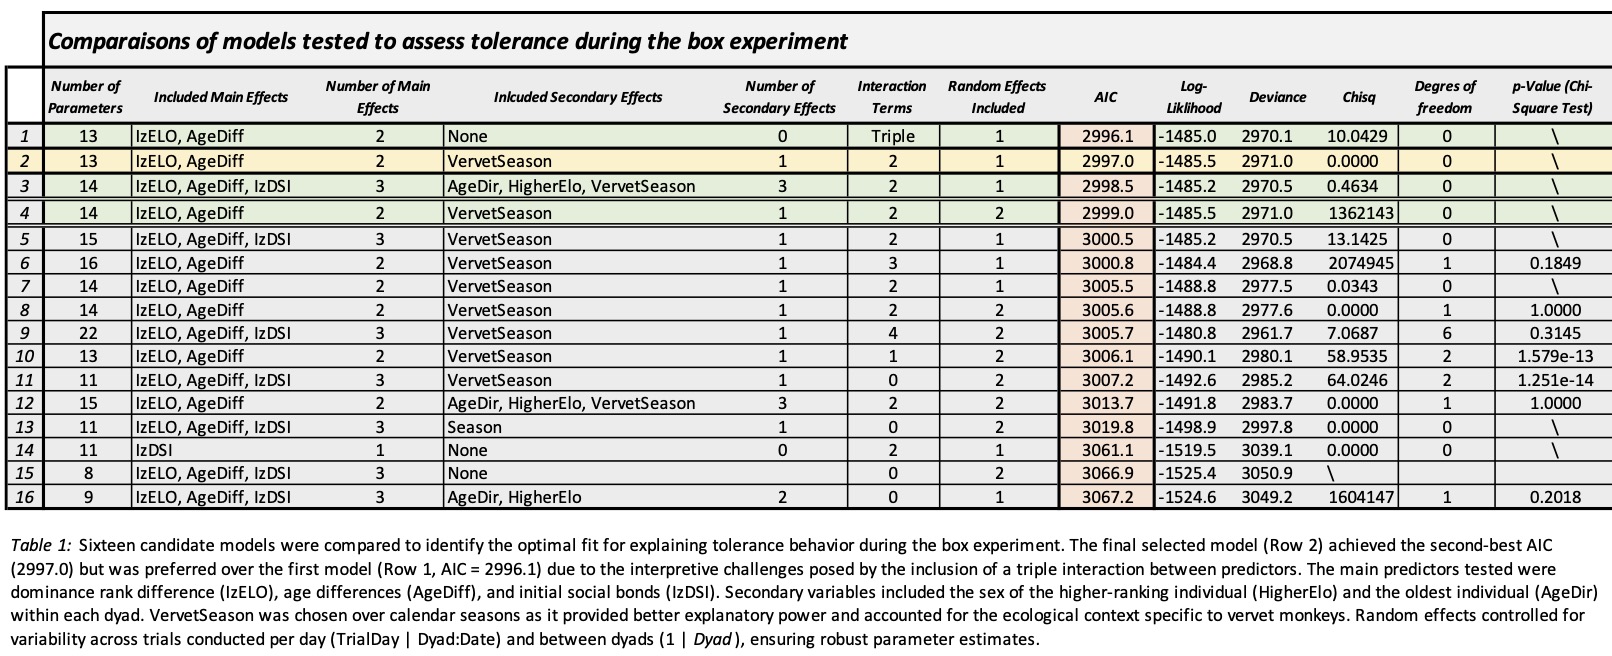 Comparaisons of models tested to assess tolerance during the box experiment
Number of Parameters Included Main Effects Number of Main Effects Inlcuded Secondary Effects Number of Secondary Effects Interaction Terms Random Effects Included AIC Log-Liklihood Deviance Chisq Degres of freedom p-Value (Chi-Square Test)
1 13 IzELO, AgeDiff 2 None 0 Triple 1 2996.1 -1485.0 2970.1 10.0429 0 \
2 13 IzELO, AgeDiff 2 VervetSeason 1 2 1 2997.0 -1485.5 2971.0 0.0000 0 \
3 14 IzELO, AgeDiff, IzDSI 3 AgeDir, HigherElo, VervetSeason 3 2 1 2998.5 -1485.2 2970.5 0.4634 0 \
4 14 IzELO, AgeDiff 2 VervetSeason 1 2 2 2999.0 -1485.5 2971.0 1362143 0 \
5 15 IzELO, AgeDiff, IzDSI 3 VervetSeason 1 2 1 3000.5 -1485.2 2970.5 13.1425 0 \
6 16 IzELO, AgeDiff 2 VervetSeason 1 3 1 3000.8 -1484.4 2968.8 2074945 1 0.1849
7 14 IzELO, AgeDiff 2 VervetSeason 1 2 1 3005.5 -1488.8 2977.5 0.0343 0 \
8 14 IzELO, AgeDiff 2 VervetSeason 1 2 2 3005.6 -1488.8 2977.6 0.0000 1 1.0000
9 22 IzELO, AgeDiff, IzDSI 3 VervetSeason 1 4 2 3005.7 -1480.8 2961.7 7.0687 6 0.3145
10 13 IzELO, AgeDiff 2 VervetSeason 1 1 2 3006.1 -1490.1 2980.1 58.9535 2 1.579e-13
11 11 IzELO, AgeDiff, IzDSI 3 VervetSeason 1 0 2 3007.2 -1492.6 2985.2 64.0246 2 1.251e-14
12 15 IzELO, AgeDiff 2 AgeDir, HigherElo, VervetSeason 3 2 2 3013.7 -1491.8 2983.7 0.0000 1 1.0000
13 11 IzELO, AgeDiff, IzDSI 3 Season 1 0 2 3019.8 -1498.9 2997.8 0.0000 0 \
14 11 IzDSI 1 None 0 2 1 3061.1 -1519.5 3039.1 0.0000 0 \
15 8 IzELO, AgeDiff, IzDSI 3 None 0 2 3066.9 -1525.4 3050.9 \
16 9 IzELO, AgeDiff, IzDSI 3 AgeDir, HigherElo 2 0 1 3067.2 -1524.6 3049.2 1604147 1 0.2018
Table 1: Sixteen candidate models were compared to identify the optimal fit for explaining tolerance behavior during the box experiment. The final selected model (Row 2) achieved the second-best AIC
(2997.0) but was preferred over the first model (Row 1, AIC = 2996.1) due to the interpretive challenges posed by the inclusion of a triple interaction between predictors. The main predictors tested were
dominance rank difference (IzELO), age differences (AgeDiff), and initial social bonds (IzDSI). Secondary variables included the sex of the higher-ranking individual (HigherElo) and the oldest individual (AgeDir)
within each dyad. VervetSeason was chosen over calendar seasons as it provided better explanatory power and accounted for the ecological context specific to vervet monkeys. Random effects controlled for
variability across trials conducted per day (TrialDay | Dyad:Date) and between dyads (1 | Dyad), ensuring robust parameter estimates.